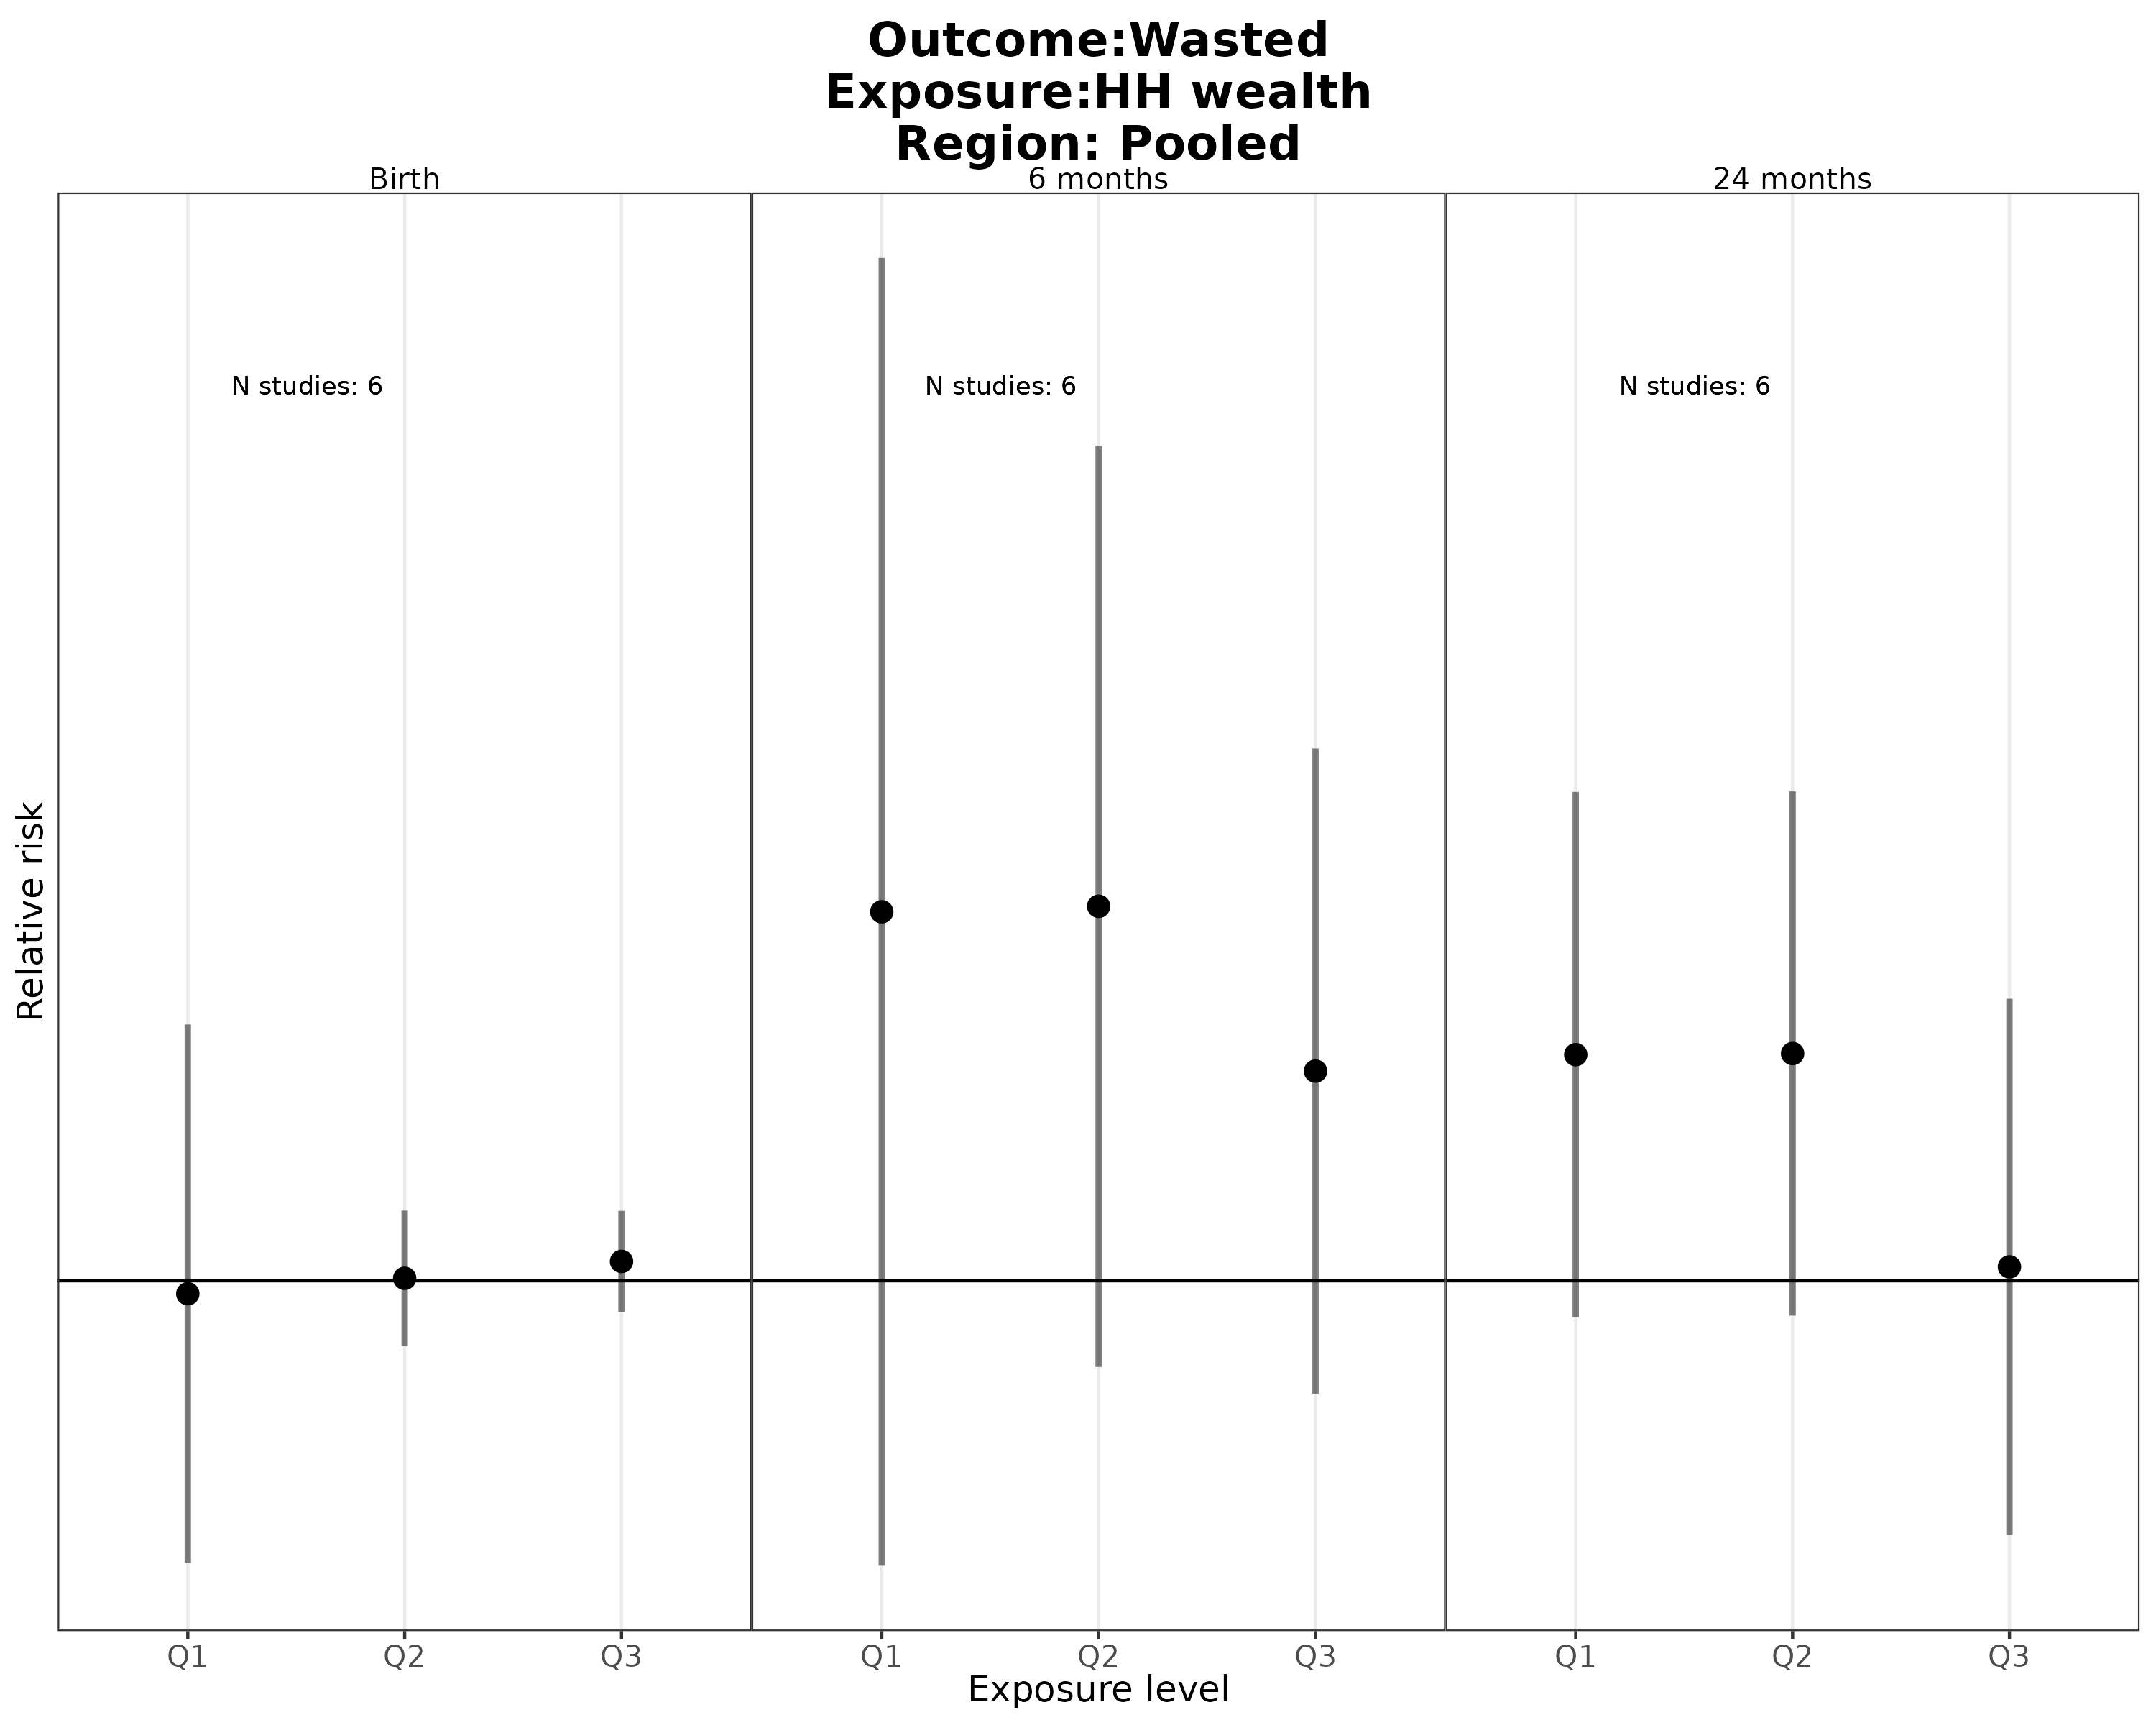 Outcome:Wasted
Exposure:HH wealth
Region: Pooled
Birth
6 months
24 months
N studies: 6
N studies: 6
N studies: 6
Relative risk
Q1
Q2
Q3
Q1
Q2
Q3
Q1
Q2
Q3
Exposure level